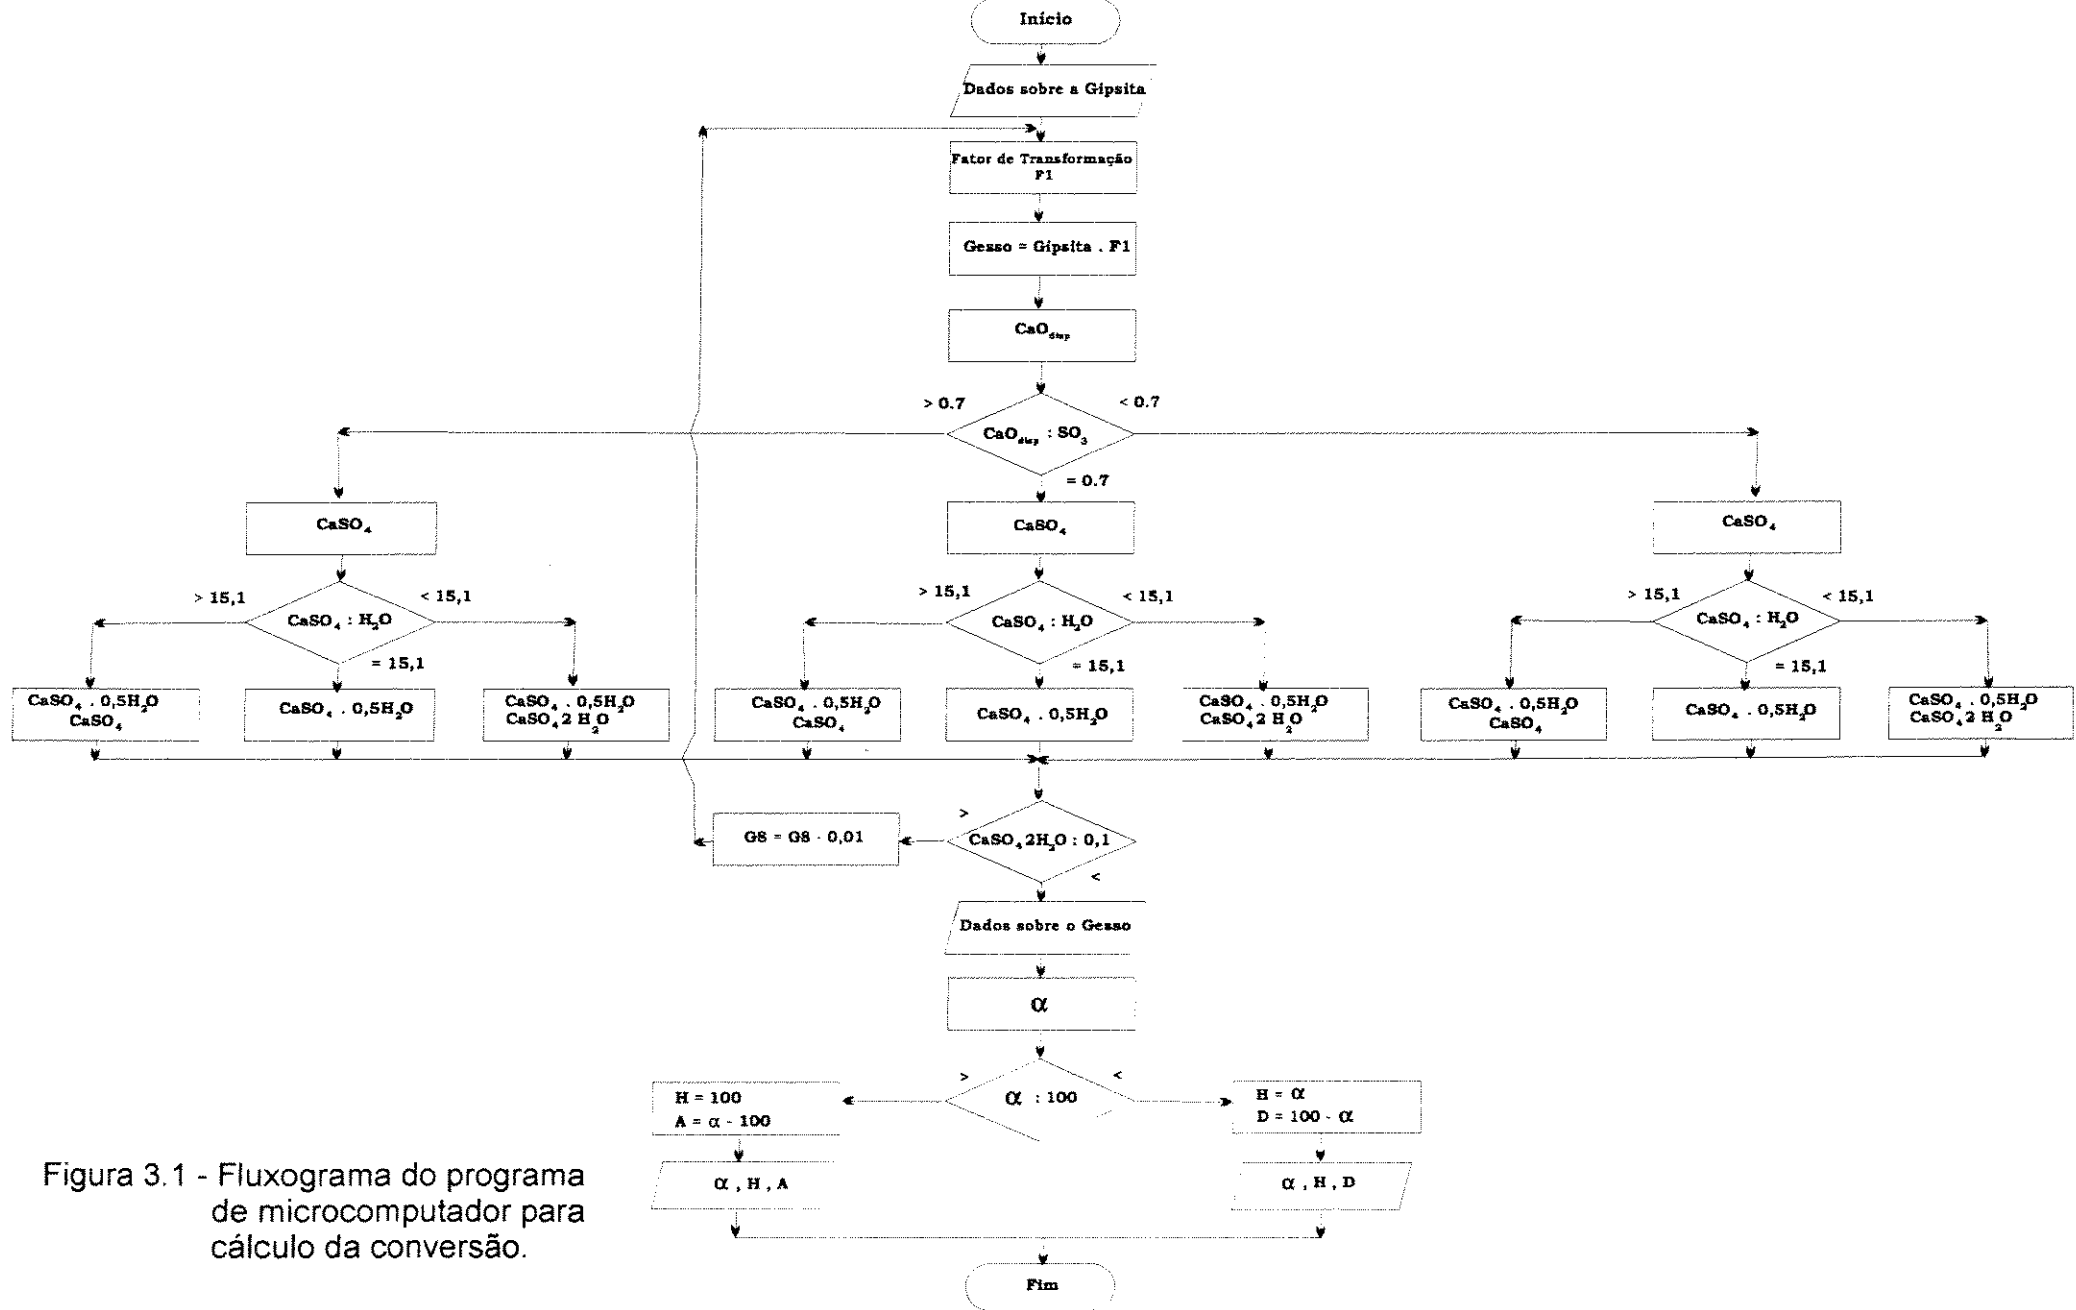 Início
Dados sobre a Gipsita
Fator de Transformação
F1
Gesso = Gipsita . F1
CaO disp
> 0.7
< 0.7
CaO disp : SO₃
= 0.7
CaSO₄
CaSO₄
CaSO₄
> 15,1
< 15,1
CaSO₄ : H₂O
= 15,1
> 15,1
< 15,1
CaSO₄ : H₂O
= 15,1
> 15,1
< 15,1
CaSO₄ : H₂O
= 15,1
CaSO₄ . 0,5H₂O
CaSO₄
CaSO₄ . 0,5H₂O
CaSO₄ . 0,5H₂O
CaSO₄ 2 H₂O
CaSO₄ . 0,5H₂O
CaSO₄
CaSO₄ . 0,5H₂O
CaSO₄ . 0,5H₂O
CaSO₄ 2 H₂O
CaSO₄ . 0,5H₂O
CaSO₄
CaSO₄ . 0,5H₂O
CaSO₄ . 0,5H₂O
CaSO₄ 2 H₂O
>
G8 = G8 - 0,01
CaSO₄ 2H₂O : 0,1
<
Dados sobre o Gesso
α
>
<
α : 100
H = 100
A = α - 100
H = α
D = 100 - α
α , H , A
α , H , D
Fim
Figura 3.1 - Fluxograma do programa
de microcomputador para
cálculo da conversão.